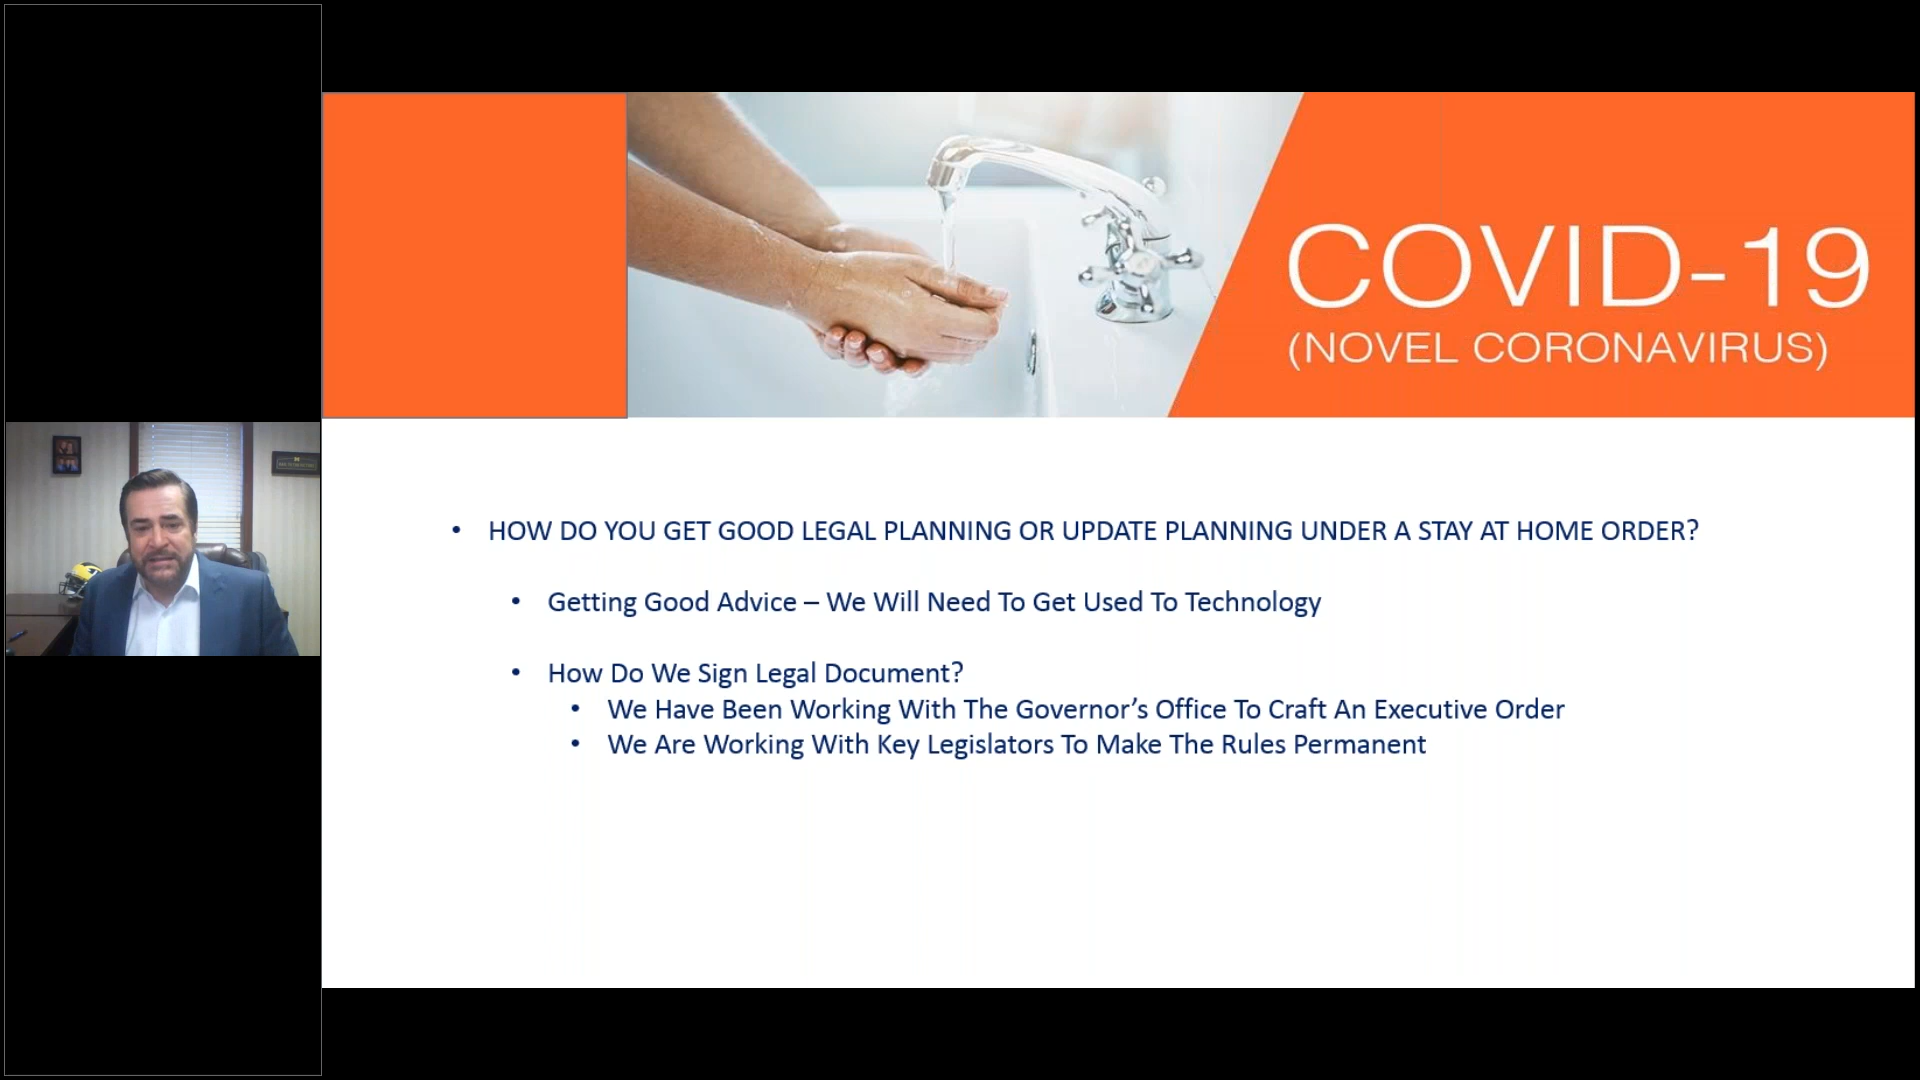 COVID-19
(NOVEL CORONAVIRUS)
• HOW DO YOU GET GOOD LEGAL PLANNING OR UPDATE PLANNING UNDER A STAY AT HOME ORDER?
• Getting Good Advice – We Will Need To Get Used To Technology
• How Do We Sign Legal Document?
• We Have Been Working With The Governor’s Office To Craft An Executive Order
• We Are Working With Key Legislators To Make The Rules Permanent